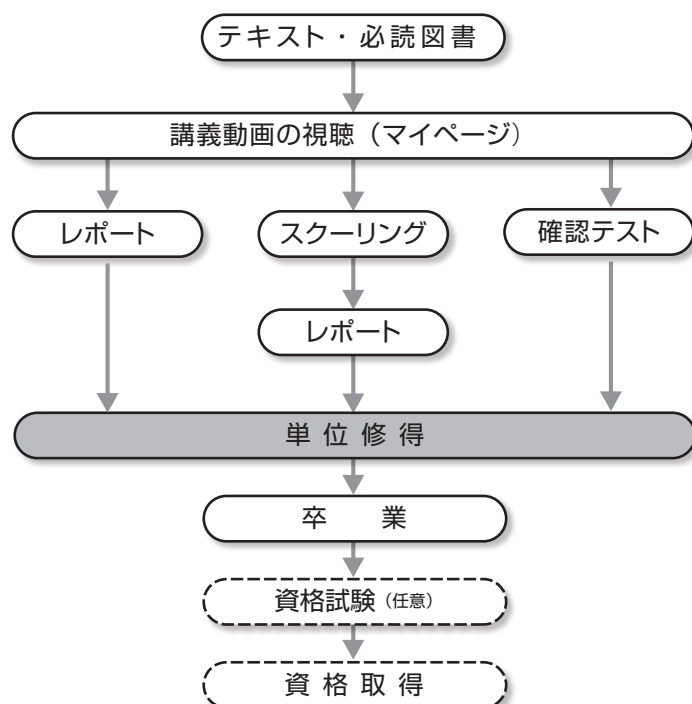 テキスト・必読図書
講義動画の視聴（マイページ）
レポート
スクーリング
確認テスト
レポート
単位修得
卒　業
資格試験（任意）
資格取得